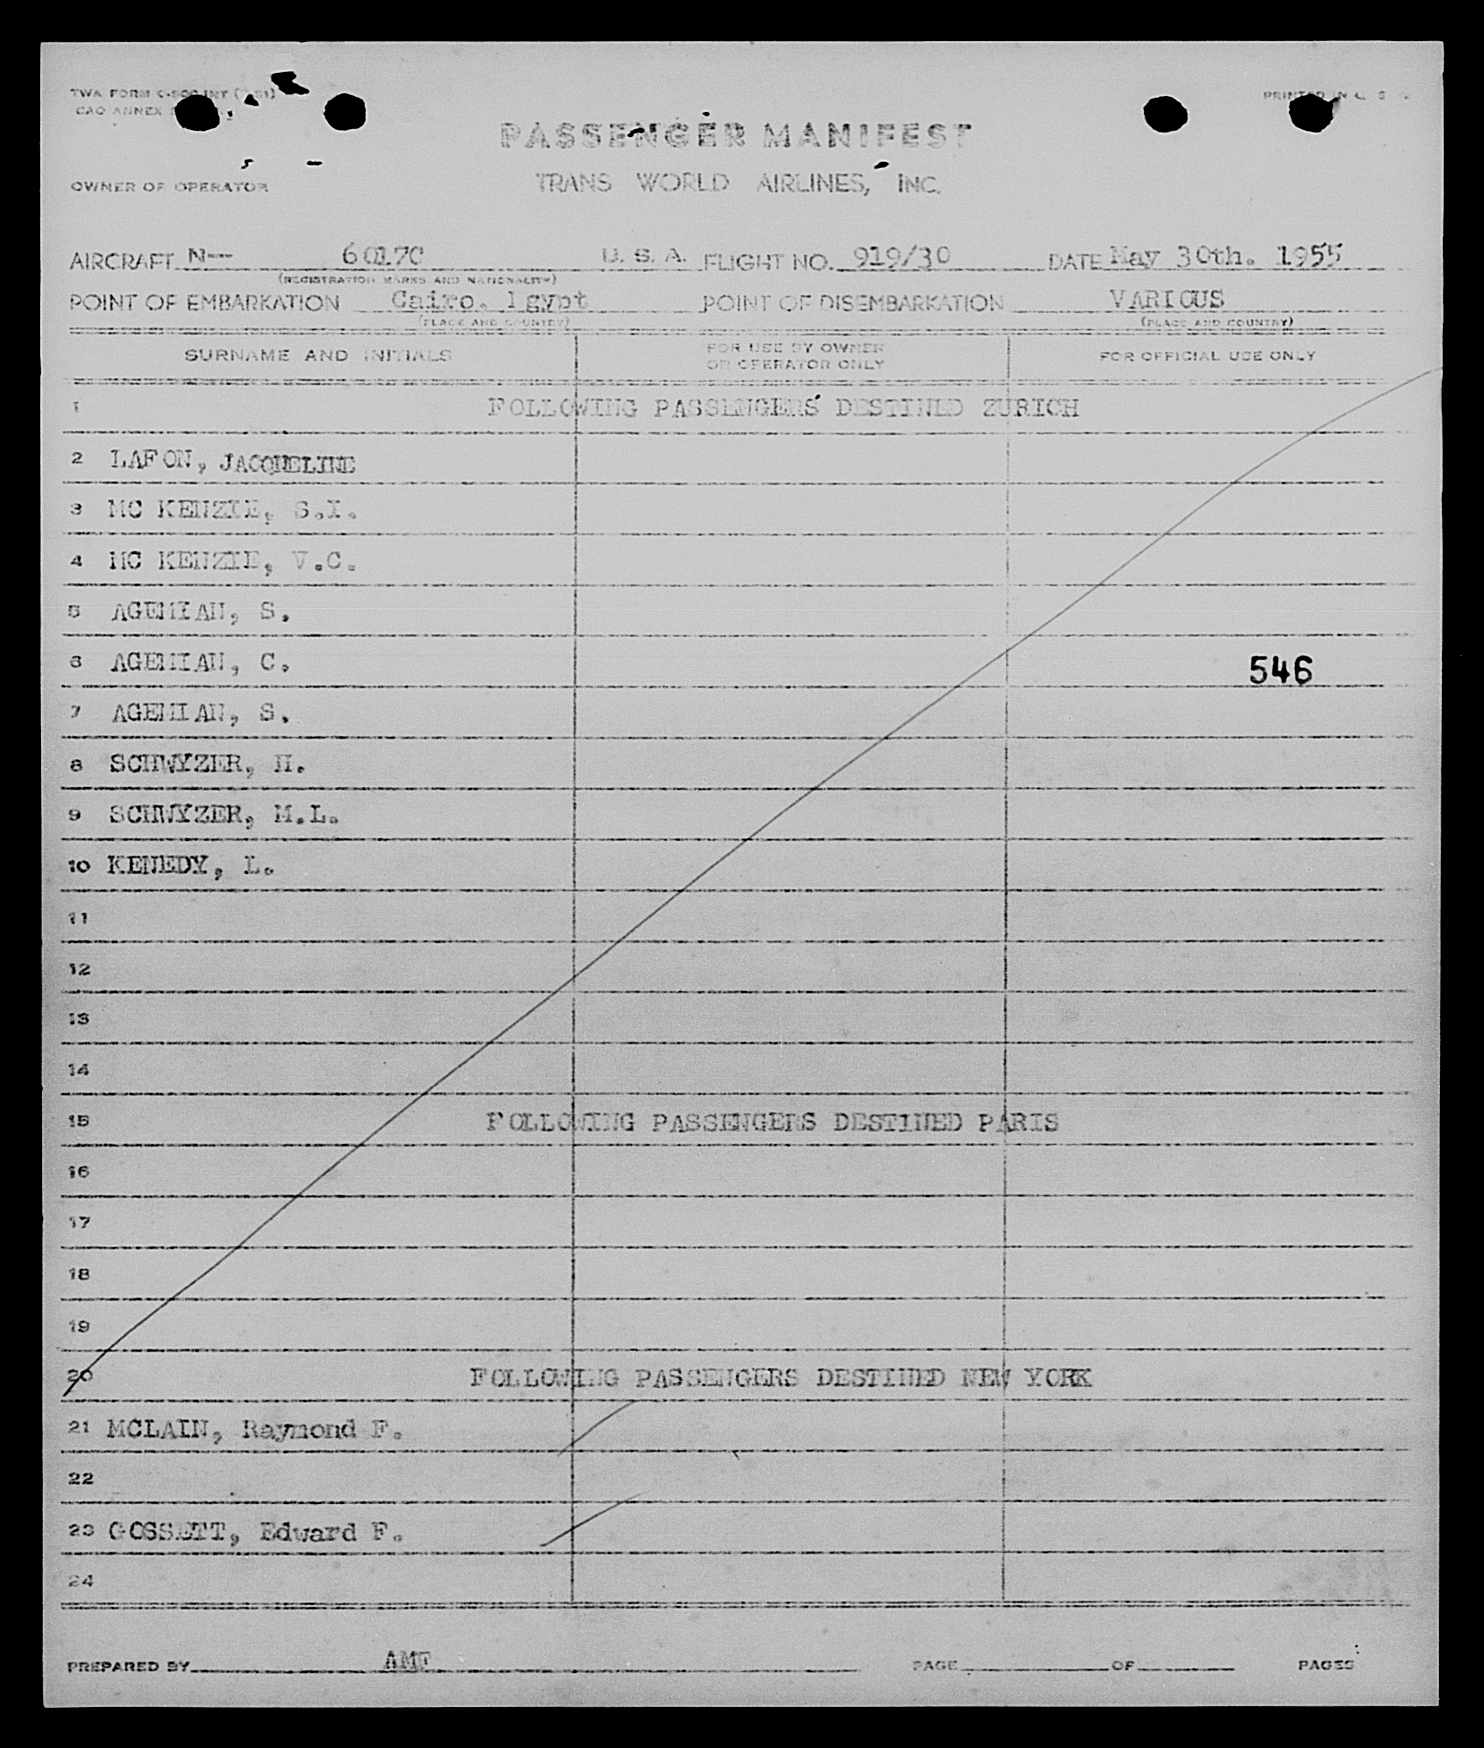 TWA FORM
PRINTED IN U. S. A.
PASSENGER MANIFEST
OWNER OF OPERATOR TRANS WORLD AIRLINES, INC.
AIRCRAFT N-- 6017C U. S. A. FLIGHT NO. 919/30 DATE May 30th. 1955
(REGISTRATION MARKS AND NATIONALITY)
POINT OF EMBARKATION Cairo. Egypt POINT OF DISEMBARKATION VARIOUS
(PLACE AND COUNTRY) (PLACE AND COUNTRY)
SURNAME AND INITIALS FOR USE BY OWNER OR OPERATOR ONLY FOR OFFICIAL USE ONLY
1 FOLLOWING PASSENGERS DESTINED ZURICH
2 LAFON, JACQUELINE
3 MC KENZIE, S.I.
4 MC KENZIE, V.C.
5 AGEMIAN, S.
6 AGEMIAN, C. 546
7 AGEMIAN, S.
8 SCHWYZER, H.
9 SCHWYZER, M.L.
10 KENEDY, L.
11
12
13
14
15 FOLLOWING PASSENGERS DESTINED PARIS
16
17
18
19
20 FOLLOWING PASSENGERS DESTINED NEW YORK
21 MCLAIN, Raymond F.
22
23 GOSSETT, Edward F.
24
PREPARED BY AMF PAGE OF PAGES